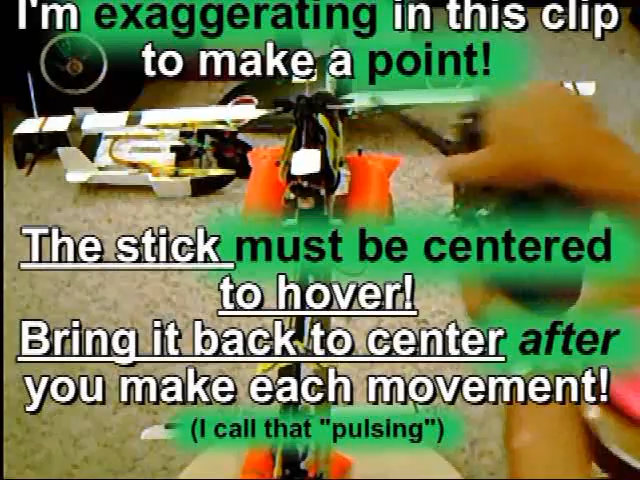 I'm exaggerating in this clip
to make a point!
The stick must be centered
to hover!
Bring it back to center after
you make each movement!
(I call that "pulsing")